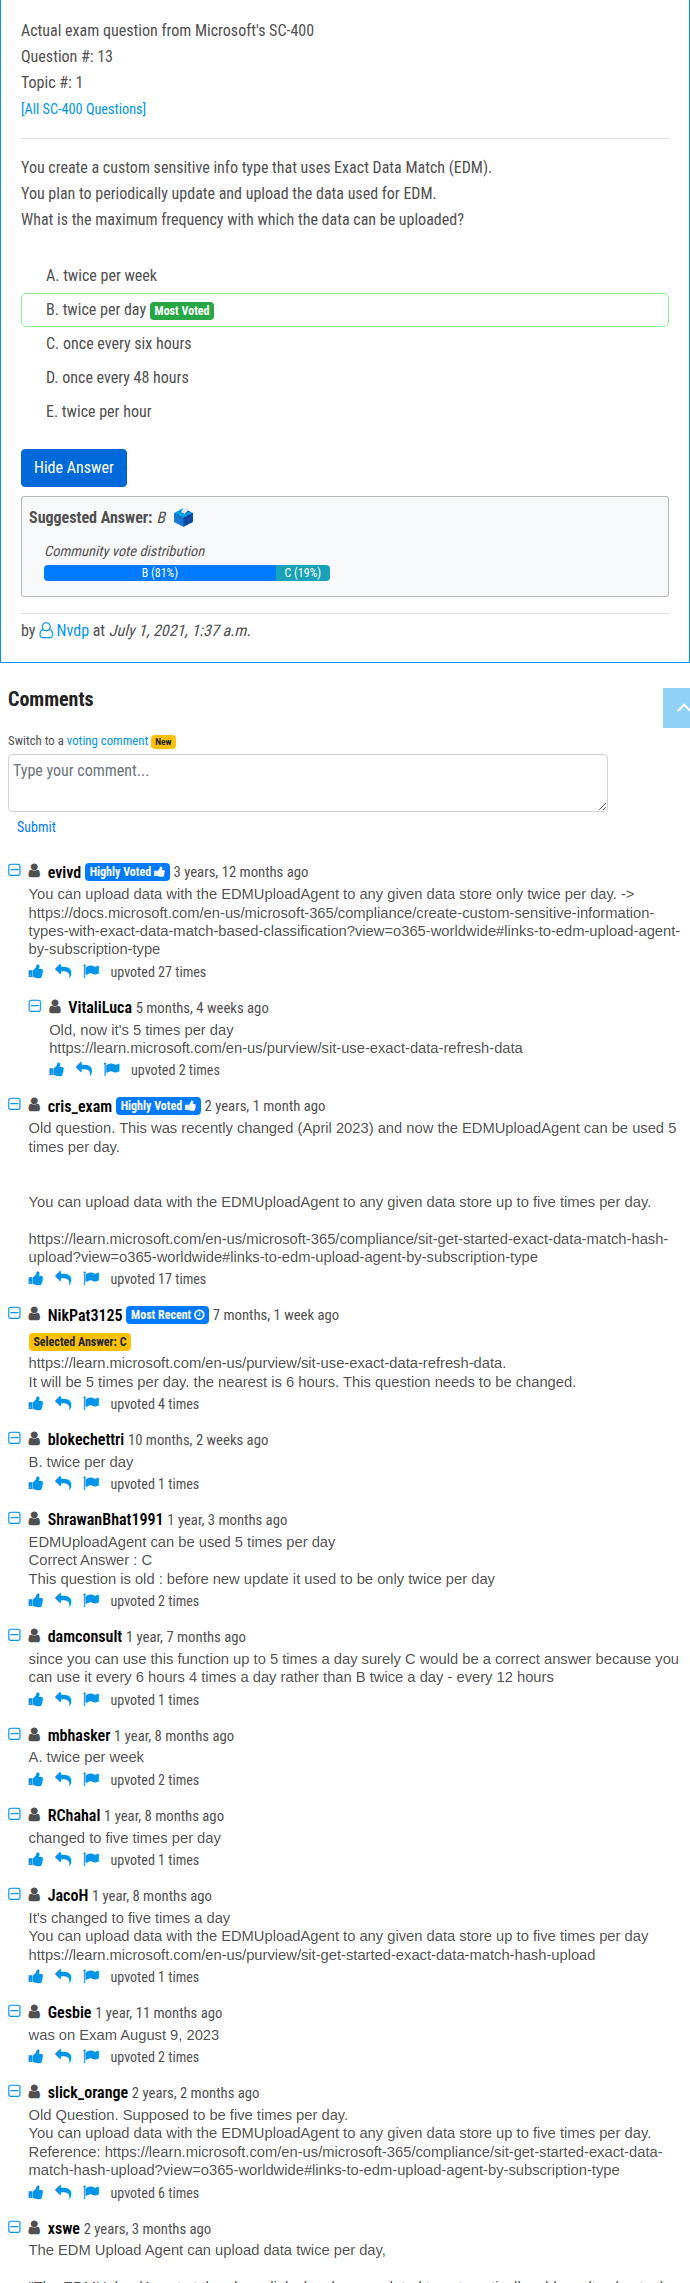 Actual exam question from Microsoft's SC-400
Question #: 13
Topic #: 1
[All SC-400 Questions]
You create a custom sensitive info type that uses Exact Data Match (EDM).
You plan to periodically update and upload the data used for EDM.
What is the maximum frequency with which the data can be uploaded?
A. twice per week
B. twice per day Most Voted
C. once every six hours
D. once every 48 hours
E. twice per hour
Hide Answer
Suggested Answer: B
Community vote distribution
B (81%) C (19%)
by Nvdp at July 1, 2021, 1:37 a.m.
Comments
Switch to a voting comment New
Type your comment...
Submit
evivd Highly Voted 3 years, 12 months ago
You can upload data with the EDMUploadAgent to any given data store only twice per day. ->
https://docs.microsoft.com/en-us/microsoft-365/compliance/create-custom-sensitive-information-
types-with-exact-data-match-based-classification?view=o365-worldwide#links-to-edm-upload-agent-
by-subscription-type
upvoted 27 times
VitaliLuca 5 months, 4 weeks ago
Old, now it's 5 times per day
https://learn.microsoft.com/en-us/purview/sit-use-exact-data-refresh-data
upvoted 2 times
cris_exam Highly Voted 2 years, 1 month ago
Old question. This was recently changed (April 2023) and now the EDMUploadAgent can be used 5
times per day.
You can upload data with the EDMUploadAgent to any given data store up to five times per day.
https://learn.microsoft.com/en-us/microsoft-365/compliance/sit-get-started-exact-data-match-hash-
upload?view=o365-worldwide#links-to-edm-upload-agent-by-subscription-type
upvoted 17 times
NikPat3125 Most Recent 7 months, 1 week ago
Selected Answer: C
https://learn.microsoft.com/en-us/purview/sit-use-exact-data-refresh-data.
It will be 5 times per day. the nearest is 6 hours. This question needs to be changed.
upvoted 4 times
blokechettri 10 months, 2 weeks ago
B. twice per day
upvoted 1 times
ShrawanBhat1991 1 year, 3 months ago
EDMUploadAgent can be used 5 times per day
Correct Answer : C
This question is old : before new update it used to be only twice per day
upvoted 2 times
damconsult 1 year, 7 months ago
since you can use this function up to 5 times a day surely C would be a correct answer because you
can use it every 6 hours 4 times a day rather than B twice a day - every 12 hours
upvoted 1 times
mbhasker 1 year, 8 months ago
A. twice per week
upvoted 2 times
RChahal 1 year, 8 months ago
changed to five times per day
upvoted 1 times
JacoH 1 year, 8 months ago
It's changed to five times a day
You can upload data with the EDMUploadAgent to any given data store up to five times per day
https://learn.microsoft.com/en-us/purview/sit-get-started-exact-data-match-hash-upload
upvoted 1 times
Gesbie 1 year, 11 months ago
was on Exam August 9, 2023
upvoted 2 times
slick_orange 2 years, 2 months ago
Old Question. Supposed to be five times per day.
You can upload data with the EDMUploadAgent to any given data store up to five times per day.
Reference: https://learn.microsoft.com/en-us/microsoft-365/compliance/sit-get-started-exact-data-
match-hash-upload?view=o365-worldwide#links-to-edm-upload-agent-by-subscription-type
upvoted 6 times
xswe 2 years, 3 months ago
The EDM Upload Agent can upload data twice per day,